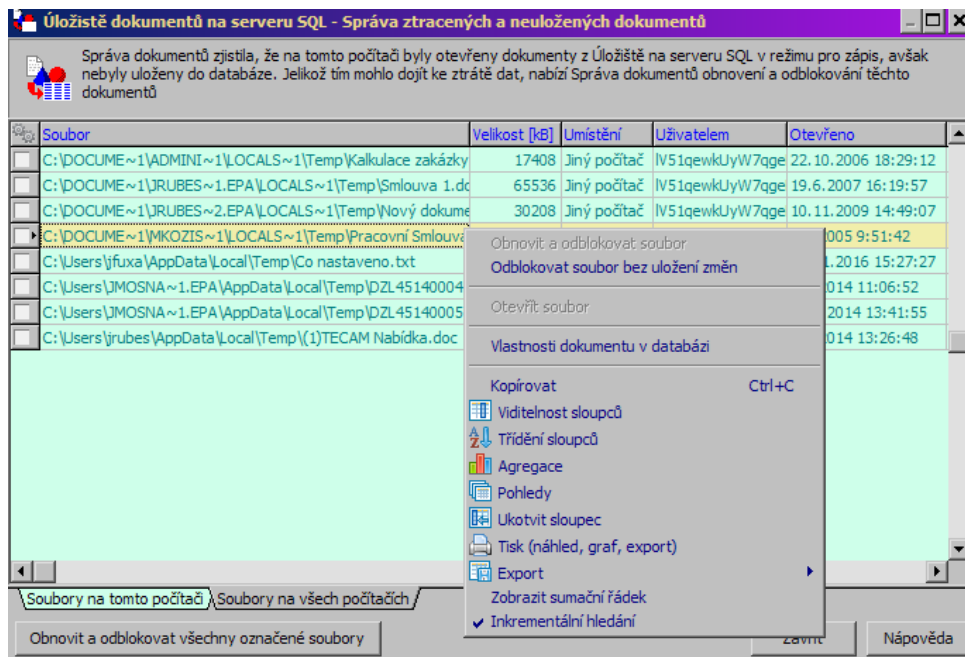 Úložiště dokumentů na serveru SQL - Správa ztracených a neuložených dokumentů
Správa dokumentů zjistila, že na tomto počítači byly otevřeny dokumenty z Úložiště na serveru SQL v režimu pro zápis, avšak
nebyly uloženy do databáze. Jelikož tím mohlo dojít ke ztrátě dat, nabízí Správa dokumentů obnovení a odblokování těchto
dokumentů
Soubor Velikost [kB] Umístění Uživatelem Otevřeno
C:\DOCUME~1\ADMINI~1\LOCALS~1\Temp\Kalkulace zakázky 17408 Jiný počítač lV51qewkUyW7qge 22.10.2006 18:29:12
C:\DOCUME~1\JRUBES~1.EPA\LOCALS~1\Temp\Smlouva 1.do 65536 Jiný počítač lV51qewkUyW7qge 19.6.2007 16:19:57
C:\DOCUME~1\JRUBES~2.EPA\LOCALS~1\Temp\Nový dokume 30208 Jiný počítač lV51qewkUyW7qge 10.11.2009 14:49:07
C:\DOCUME~1\MKOZIS~1\LOCALS~1\Temp\Pracovní Smlouva 2005 9:51:42
C:\Users\jfuxa\AppData\Local\Temp\Co nastaveno.txt 1.2016 15:27:27
C:\Users\JMOSNA~1.EPA\AppData\Local\Temp\DZL45140004 2014 11:06:52
C:\Users\JMOSNA~1.EPA\AppData\Local\Temp\DZL45140005 2014 13:41:55
C:\Users\jrubes\AppData\Local\Temp\(1)TECAM Nabídka.doc 2014 13:26:48
Obnovit a odblokovat soubor
Odblokovat soubor bez uložení změn
Otevřít soubor
Vlastnosti dokumentu v databázi
Kopírovat Ctrl+C
Viditelnost sloupců
Třídění sloupců
Agregace
Pohledy
Ukotvit sloupec
Tisk (náhled, graf, export)
Export
Zobrazit sumační řádek
Inkrementální hledání
Soubory na tomto počítači Soubory na všech počítačích
Obnovit a odblokovat všechny označené soubory Zavřít Nápověda